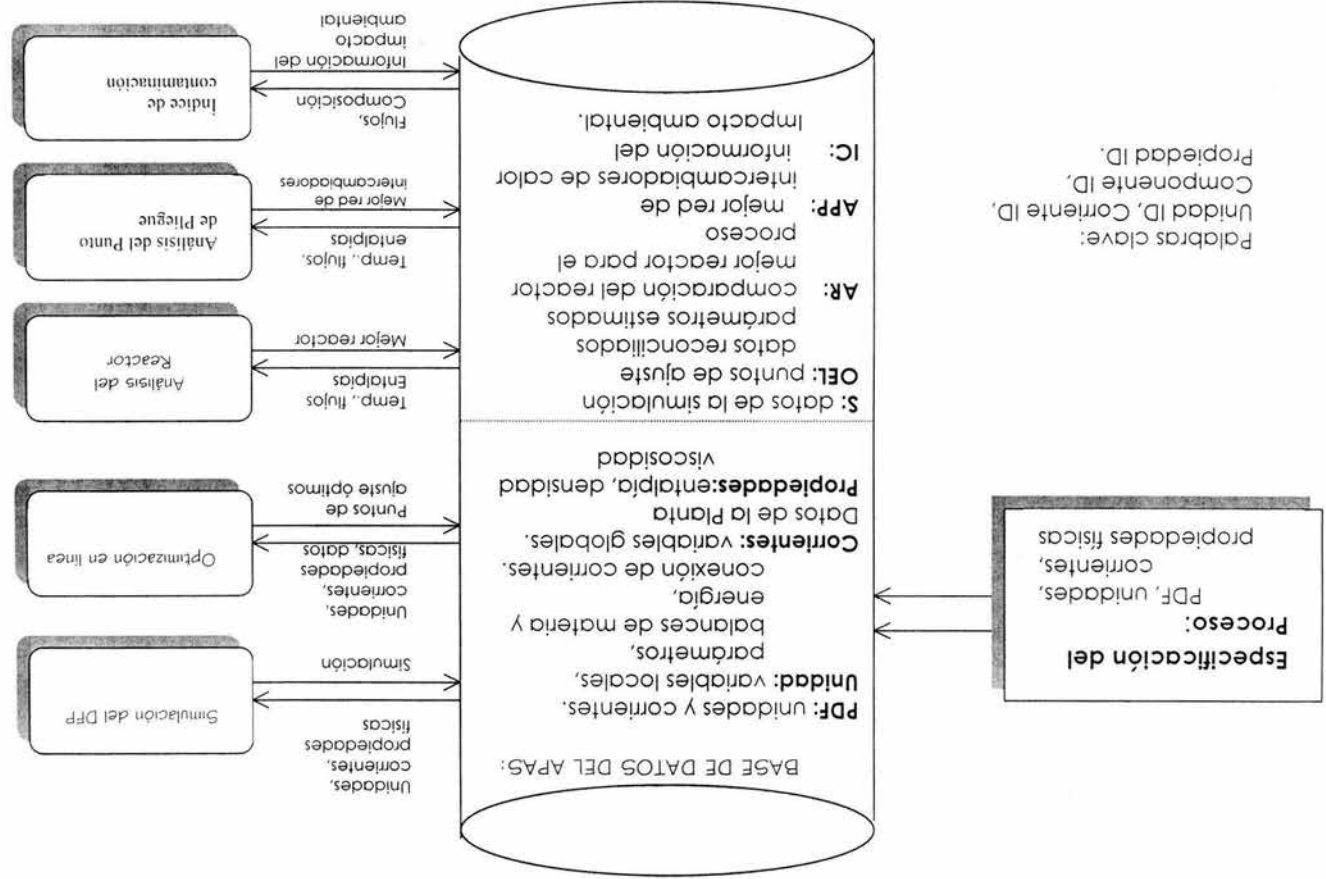 Especificación del
Proceso:
PDF, unidades,
corrientes,
propiedades físicas
Palabras clave:
Unidad ID, Corriente ID,
Componente ID,
Propiedad ID.
BASE DE DATOS DEL APAS:
PDF: unidades y corrientes.
Unidad: variables locales,
parámetros,
balances de materia y
energía,
conexión de corrientes.
Corrientes: variables globales.
Datos de la Planta
Propiedades:entalpía, densidad
viscosidad
S: datos de la simulación
OEL: puntos de ajuste
datos reconciliados
parámetros estimados
AR: comparación del reactor
mejor reactor para el
proceso
APP: mejor red de
intercambiadores de calor
IC: información del
Impacto ambiental.
Unidades,
corrientes,
propiedades
físicas
Simulación
Simulación del DFP
Unidades,
corrientes,
propiedades
físicas, datos
Puntos de
ajuste óptimos
Optimización en línea
Temp., flujos
Entalpias
Mejor reactor
Análisis del
Reactor
Temp., flujos,
entalpias
Mejor red de
intercambiadores
Análisis del Punto
de Pliegue
Flujos,
Composición
Información del
impacto
ambiental
Índice de
contaminación